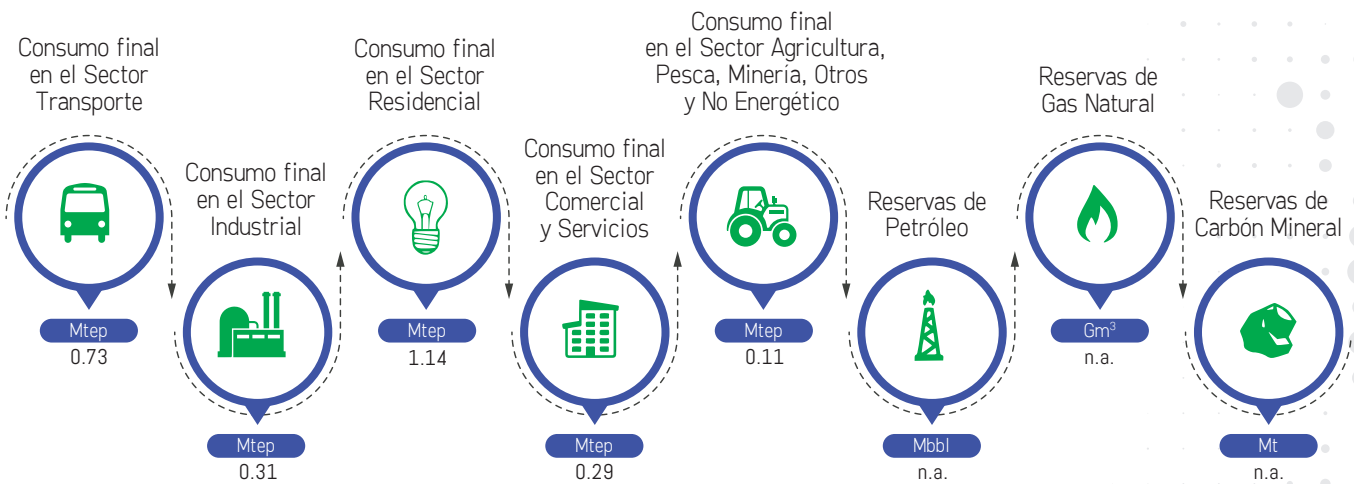 Consumo final
en el Sector
Transporte
Mtep
0.73
Consumo final
en el Sector
Industrial
Mtep
0.31
Consumo final
en el Sector
Residencial
Mtep
1.14
Consumo final
en el Sector
Comercial
y Servicios
Mtep
0.29
Consumo final
en el Sector Agricultura,
Pesca, Minería, Otros
y No Energético
Mtep
0.11
Reservas de
Petróleo
Mbbl
n.a.
Reservas de
Gas Natural
Gm³
n.a.
Reservas de
Carbón Mineral
Mt
n.a.